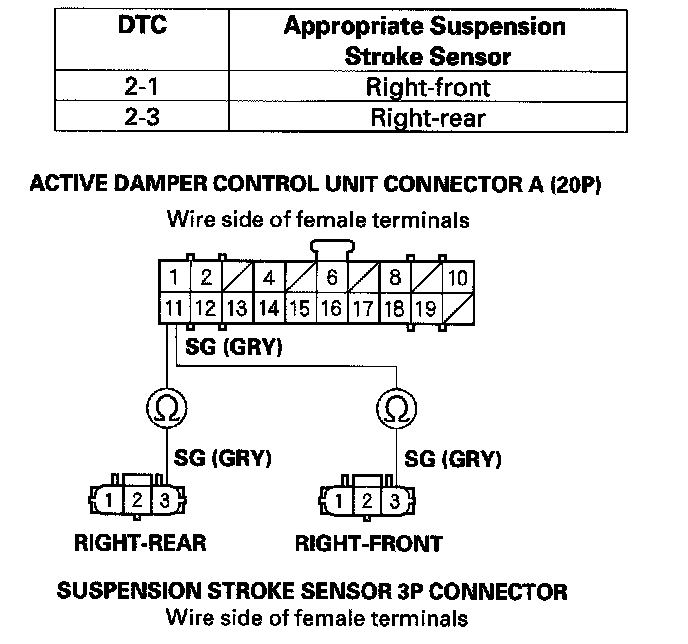 DTC Appropriate Suspension
Stroke Sensor
2-1 Right-front
2-3 Right-rear
ACTIVE DAMPER CONTROL UNIT CONNECTOR A (20P)
Wire side of female terminals
1 2 4 6 8 10
11 12 13 14 15 16 17 18 19
SG (GRY)
Ω Ω
SG (GRY) SG (GRY)
1 2 3 1 2 3
RIGHT-REAR RIGHT-FRONT
SUSPENSION STROKE SENSOR 3P CONNECTOR
Wire side of female terminals